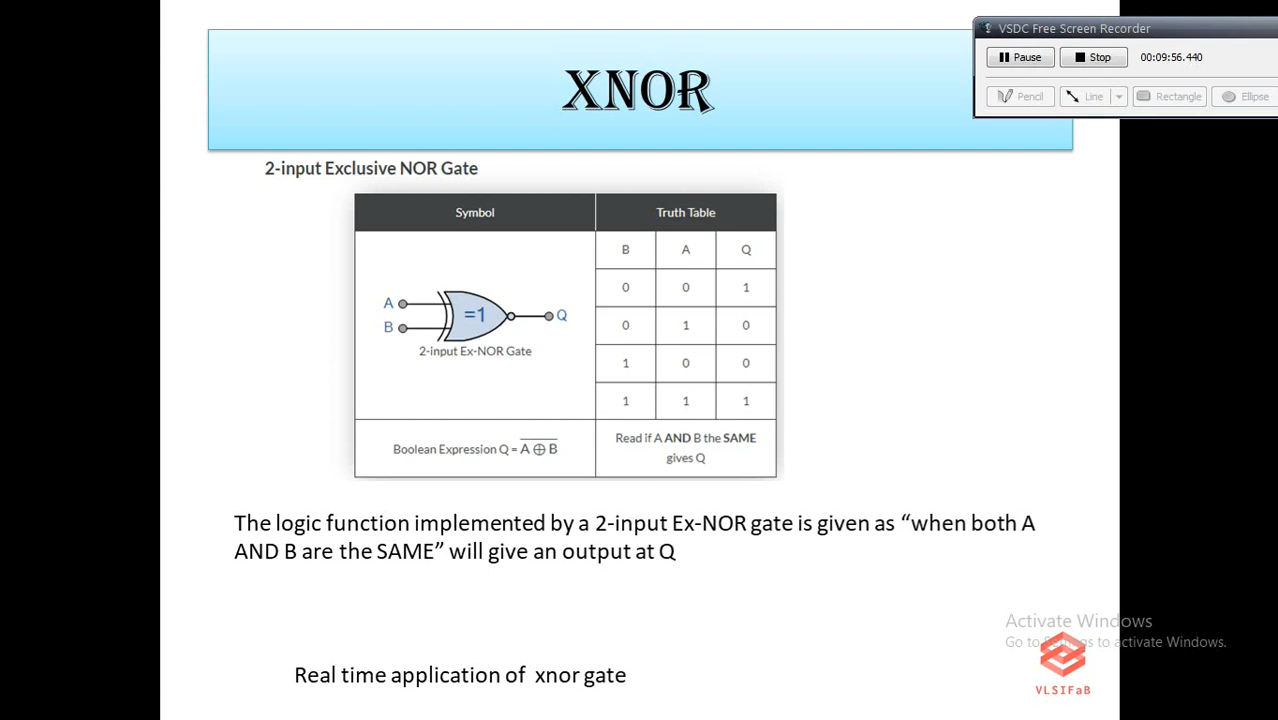 VSDC Free Screen Recorder
Pause Stop 00:09:56.440
Pencil Line Rectangle Ellipse
XNOR
2-input Exclusive NOR Gate
Symbol Truth Table
B A Q
0 0 1
0 1 0
1 0 0
1 1 1
A
B
=1
Q
2-input Ex-NOR Gate
Boolean Expression Q = A̅ ̅⊕̅ ̅B̅
Read if A AND B the SAME
gives Q
The logic function implemented by a 2-input Ex-NOR gate is given as “when both A
AND B are the SAME” will give an output at Q
Real time application of xnor gate
Activate Windows
Go to Settings to activate Windows.
VLSIFaB